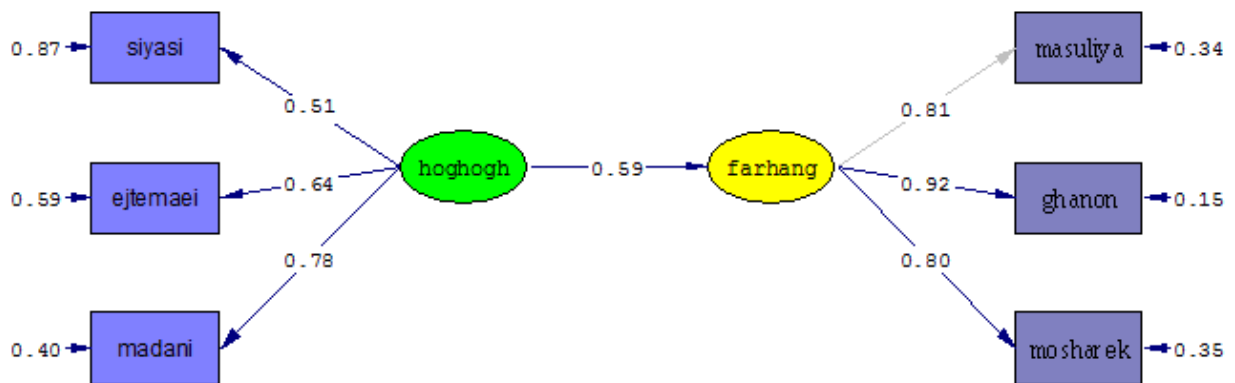 0.87
siyasi
0.51
0.59
ejtemaei
0.64
0.40
madani
0.78
hoghogh
0.59
farhang
0.81
masuliya
0.34
0.92
ghanon
0.15
0.80
mosharek
0.35